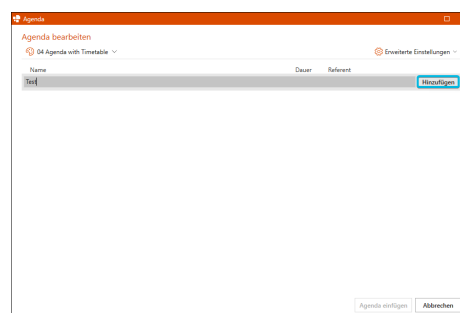 Agenda
Agenda bearbeiten
04 Agenda with Timetable
Erweiterte Einstellungen
Name Dauer Referent
Test Hinzufügen
Agenda einfügen Abbrechen